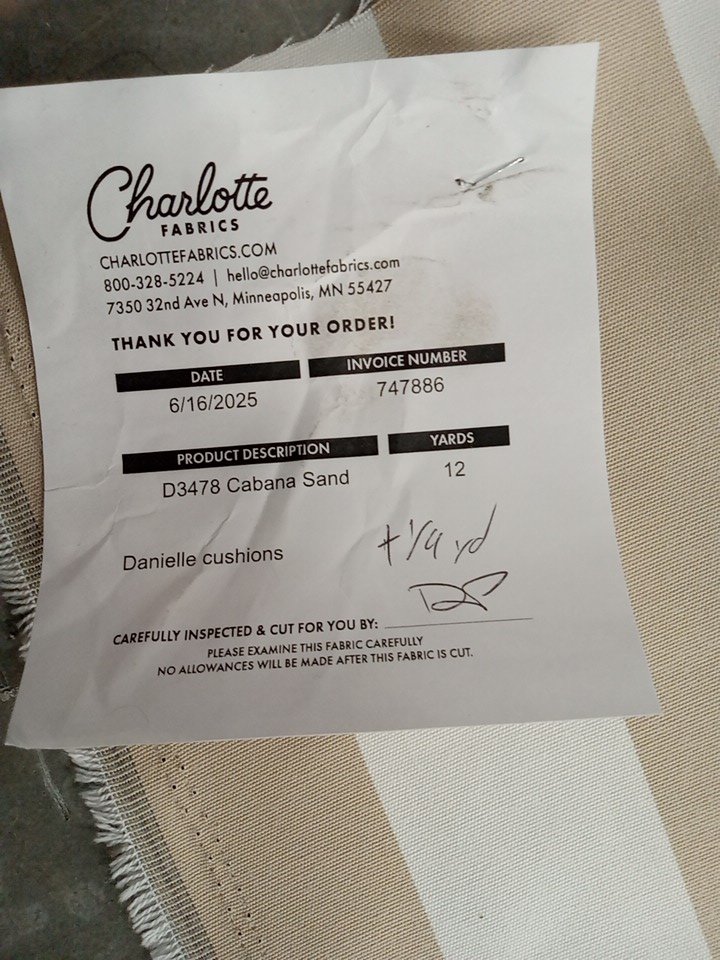 Charlotte
FABRICS
CHARLOTTEFABRICS.COM
800-328-5224 | hello@charlottefabrics.com
7350 32nd Ave N, Minneapolis, MN 55427
THANK YOU FOR YOUR ORDER!
DATE INVOICE NUMBER
6/16/2025 747886
PRODUCT DESCRIPTION YARDS
D3478 Cabana Sand 12
Danielle cushions + 1/4 yd
CAREFULLY INSPECTED & CUT FOR YOU BY:
PLEASE EXAMINE THIS FABRIC CAREFULLY
NO ALLOWANCES WILL BE MADE AFTER THIS FABRIC IS CUT.